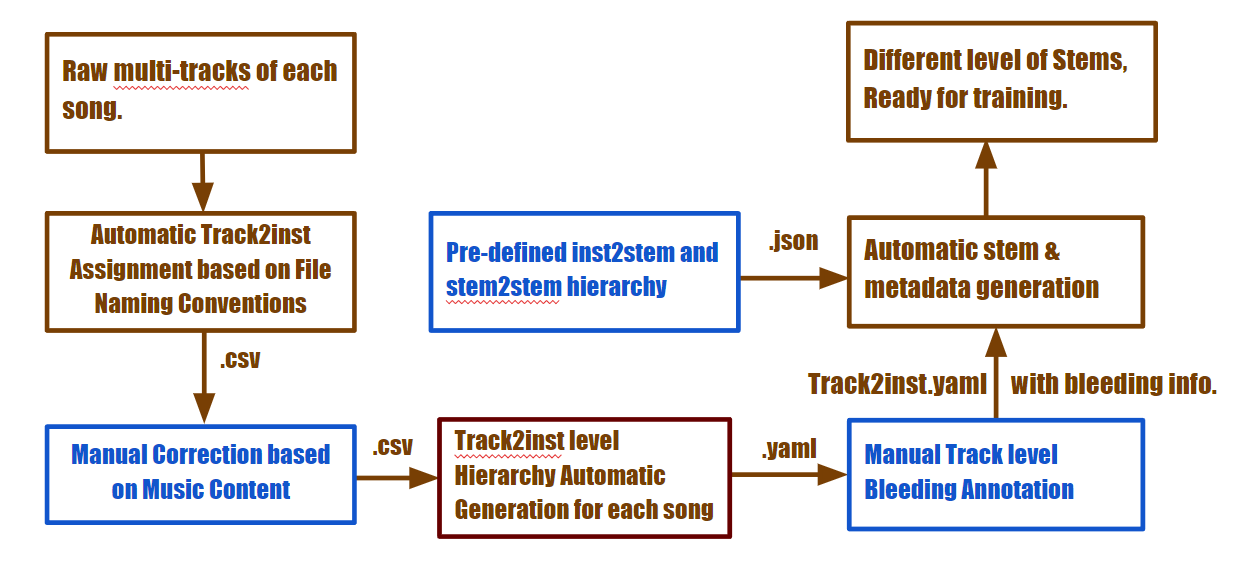 Raw multi-tracks of each
song.
Automatic Track2inst
Assignment based on File
Naming Conventions
.csv
Manual Correction based
on Music Content
.csv
Track2inst level
Hierarchy Automatic
Generation for each song
.yaml
Manual Track level
Bleeding Annotation
Track2inst.yaml with bleeding info.
Pre-defined inst2stem and
stem2stem hierarchy
.json
Automatic stem &
metadata generation
Different level of Stems,
Ready for training.